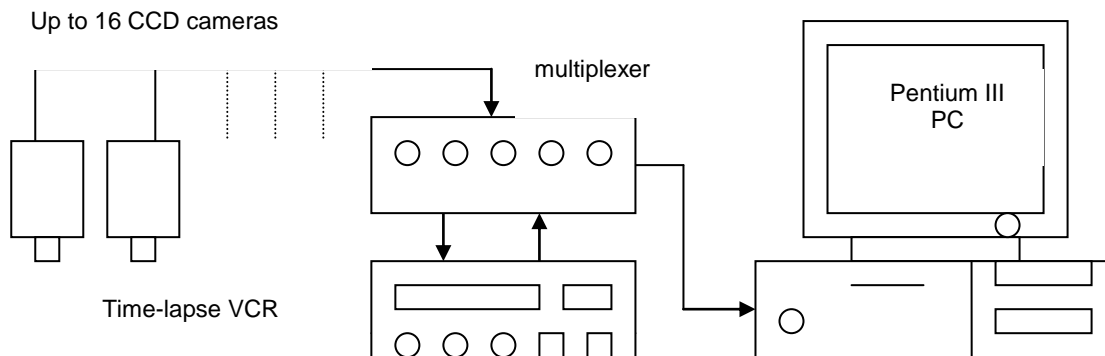 Up to 16 CCD cameras
multiplexer
Pentium III
PC
Time-lapse VCR